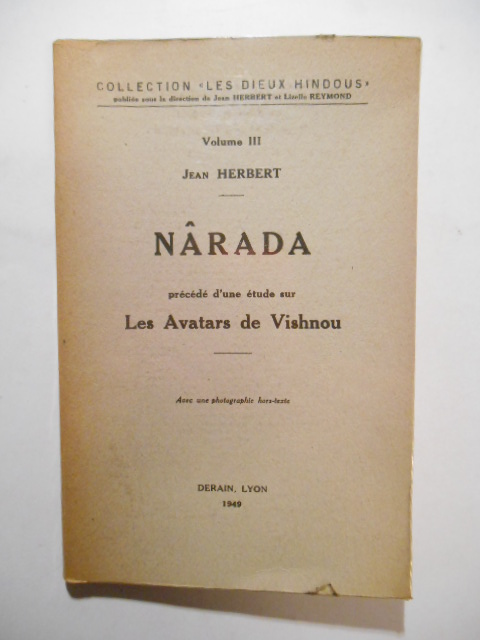 COLLECTION «LES DIEUX HINDOUS»
publiée sous la direction de Jean HERBERT et Lizelle REYMOND
Volume III
JEAN HERBERT
NÂRADA
précédé d'une étude sur
Les Avatars de Vishnou
Avec une photographie hors-texte
DERAIN, LYON
1949